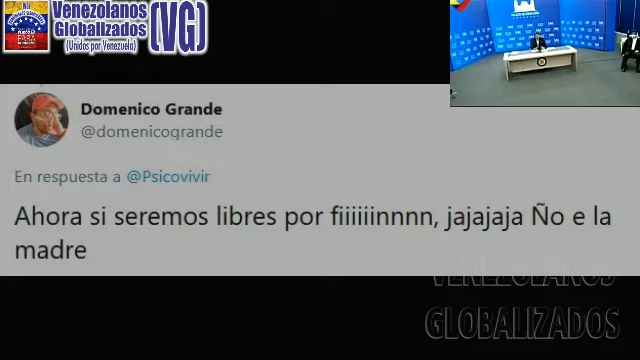 Venezolanos
Globalizados
(Unidos por Venezuela)
(VG)
Domenico Grande
@domenicogrande
En respuesta a @Psicovivir
Ahora si seremos libres por fiiiiiinnnn, jajajaja Ño e la
madre
VENEZOLANOS
GLOBALIZADOS